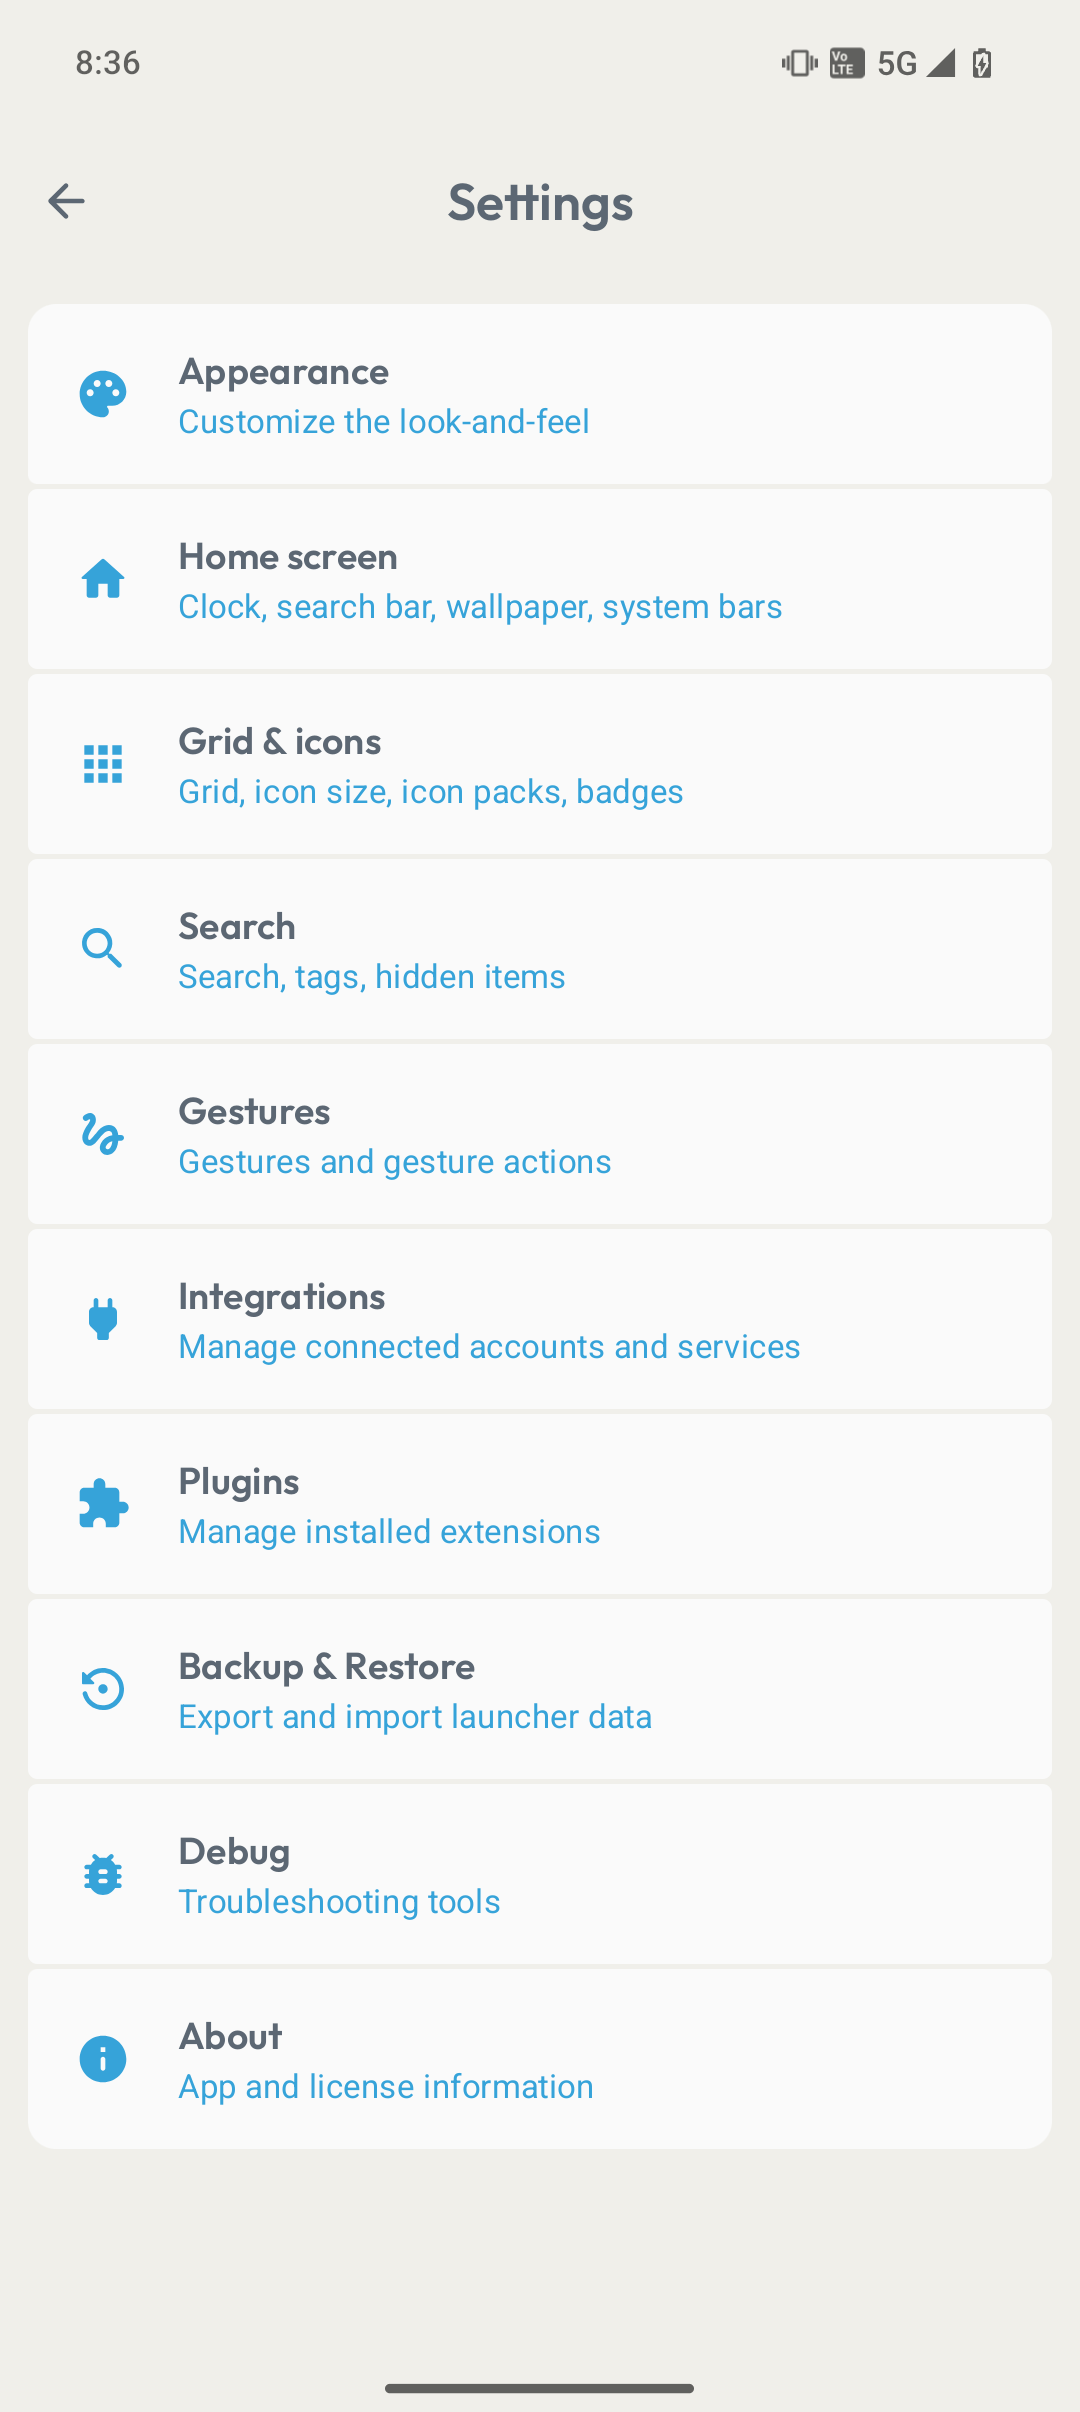 8:36
Vo LTE 5G
Settings
Appearance
Customize the look-and-feel
Home screen
Clock, search bar, wallpaper, system bars
Grid & icons
Grid, icon size, icon packs, badges
Search
Search, tags, hidden items
Gestures
Gestures and gesture actions
Integrations
Manage connected accounts and services
Plugins
Manage installed extensions
Backup & Restore
Export and import launcher data
Debug
Troubleshooting tools
About
App and license information